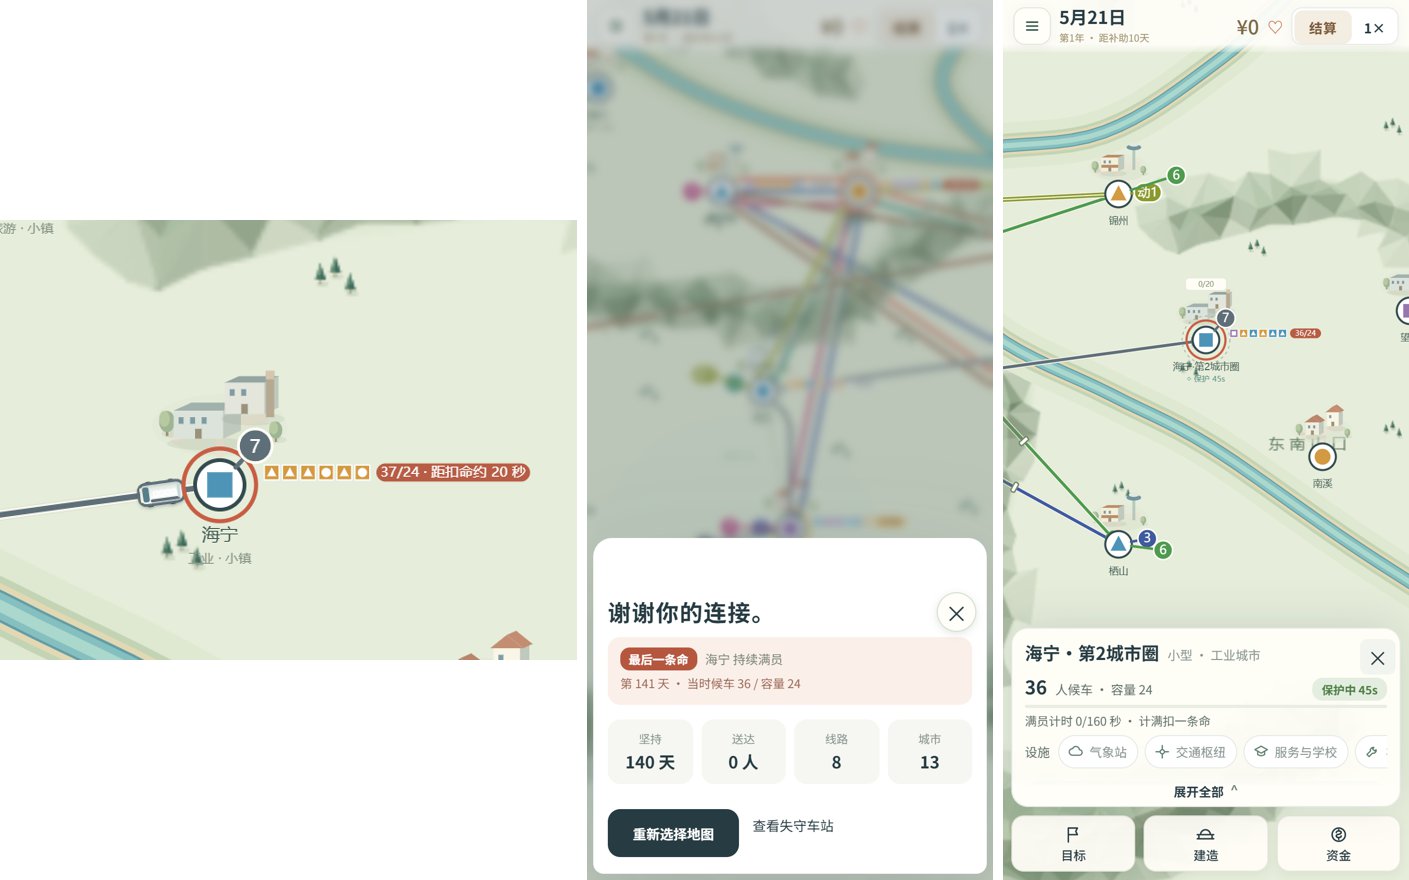 游·小镇
7
37/24 · 距扣命约 20 秒
海宁
业 · 小镇
谢谢你的连接。
最后一条命 海宁 持续满员
第 141 天 · 当时候车 36 / 容量 24
坚持 送达 线路 城市
140 天 0 人 8 13
重新选择地图 查看失守车站
5月21日
第1年 · 距补助10天
¥0
结算 1×
6
动1
锦州
0/20
7
36/24
海宁·第2城市圈
保护 45s
望
东南
口
南溪
3
6
栖山
海宁·第2城市圈 小型 · 工业城市
36 人候车 · 容量 24
保护中 45s
满员计时 0/160 秒 · 计满扣一条命
设施 气象站 交通枢纽 服务与学校
展开全部
目标 建造 资金